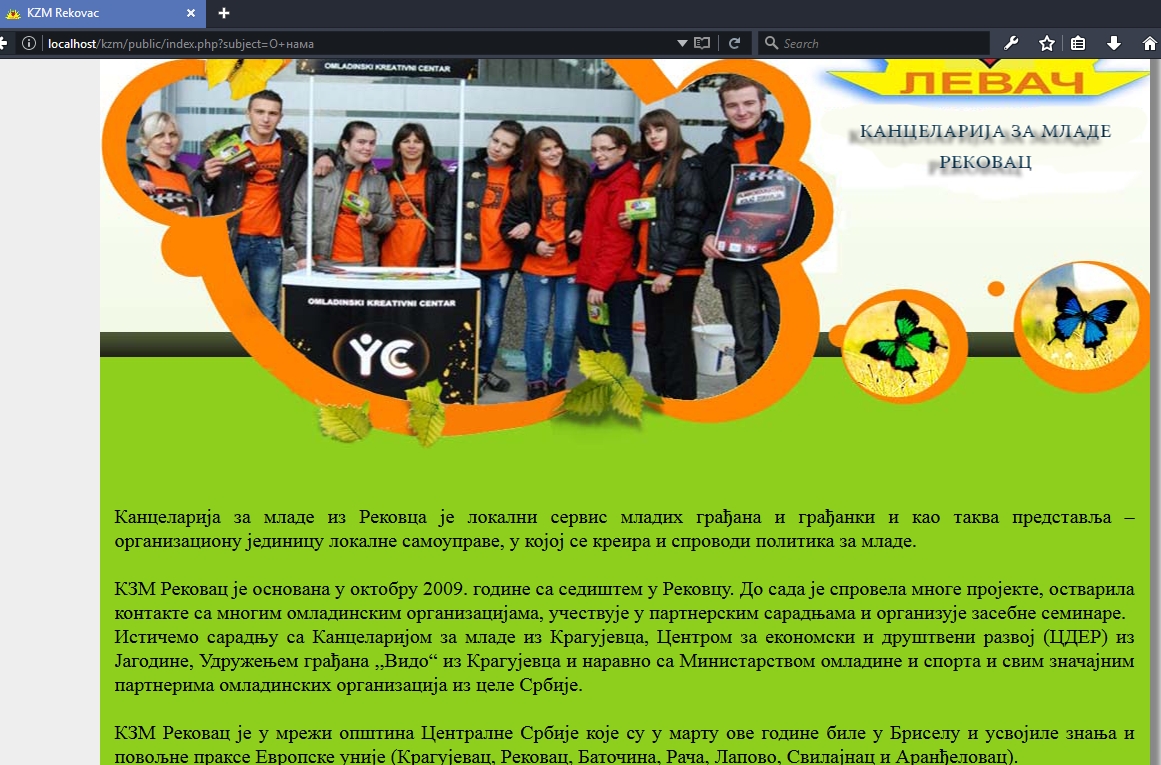 KZM Rekovac
localhost/kzm/public/index.php?subject=О+нама
Search
OMLADINSKI KREATIVNI CENTAR
ЛЕВАЧ
КАНЦЕЛАРИЈА ЗА МЛАДЕ
РЕКОВАЦ
OMLADINSKI KREATIVNI CENTAR
YC
Канцеларија за младе из Рековца је локални сервис младих грађана и грађанки и као таква представља –
организациону јединицу локалне самоуправе, у којој се креира и спроводи политика за младе.
КЗМ Рековац је основана у октобру 2009. године са седиштем у Рековцу. До сада је спровела многе пројекте, остварила
контакте са многим омладинским организацијама, учествује у партнерским сарадњама и организује засебне семинаре.
Истичемо сарадњу са Канцеларијом за младе из Крагујевца, Центром за економски и друштвени развој (ЦДЕР) из
Јагодине, Удружењем грађана ,,Видо“ из Крагујевца и наравно са Министарством омладине и спорта и свим значајним
партнерима омладинских организација из целе Србије.
КЗМ Рековац је у мрежи општина Централне Србије које су у марту ове године биле у Бриселу и усвојиле знања и
повољне праксе Европске уније (Крагујевац, Рековац, Баточина, Рача, Лапово, Свилајнац и Аранђеловац).